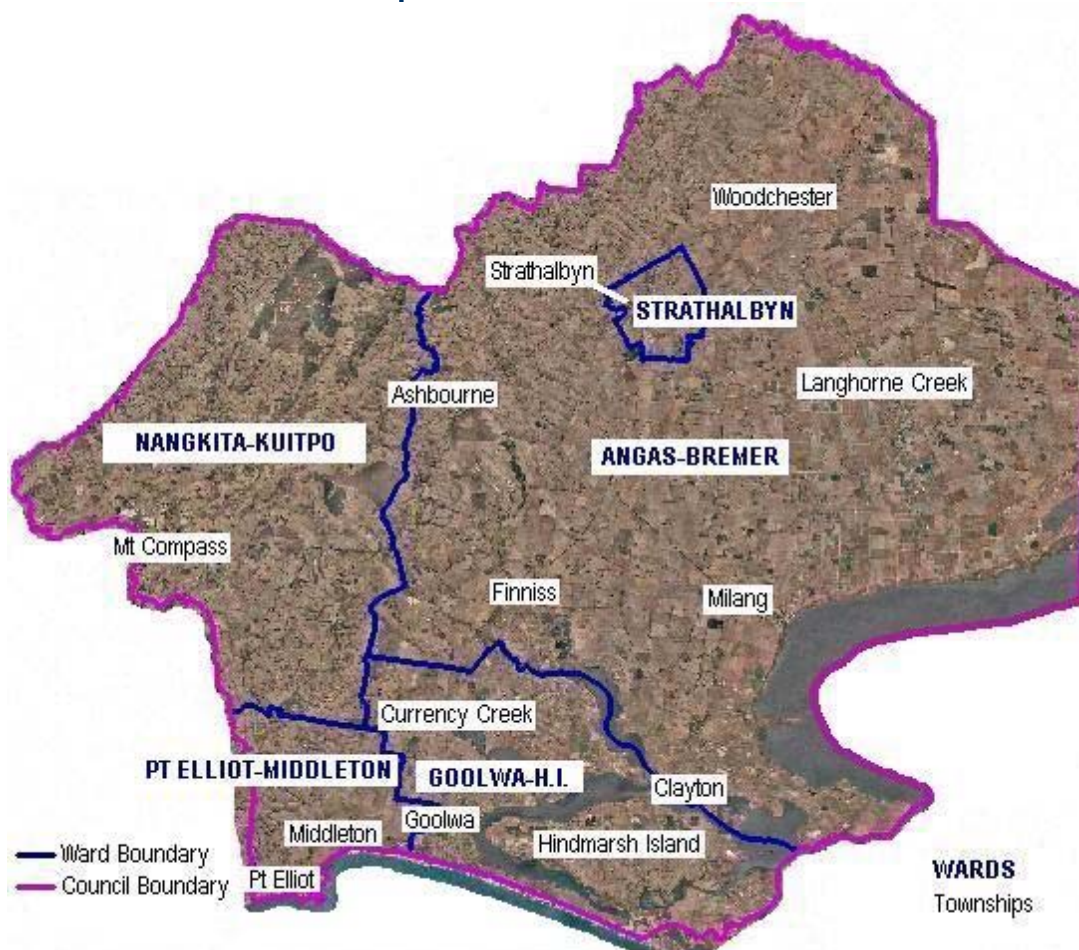 Woodchester
Strathalbyn
STRATHALBYN
Langhorne Creek
Ashbourne
NANGKITA-KUITPO
ANGAS-BREMER
Mt Compass
Finniss
Milang
Currency Creek
PT ELLIOT-MIDDLETON
GOOLWA-H.I.
Clayton
Goolwa
Middleton
Hindmarsh Island
Ward Boundary
Council Boundary
Pt Elliot
WARDS
Townships